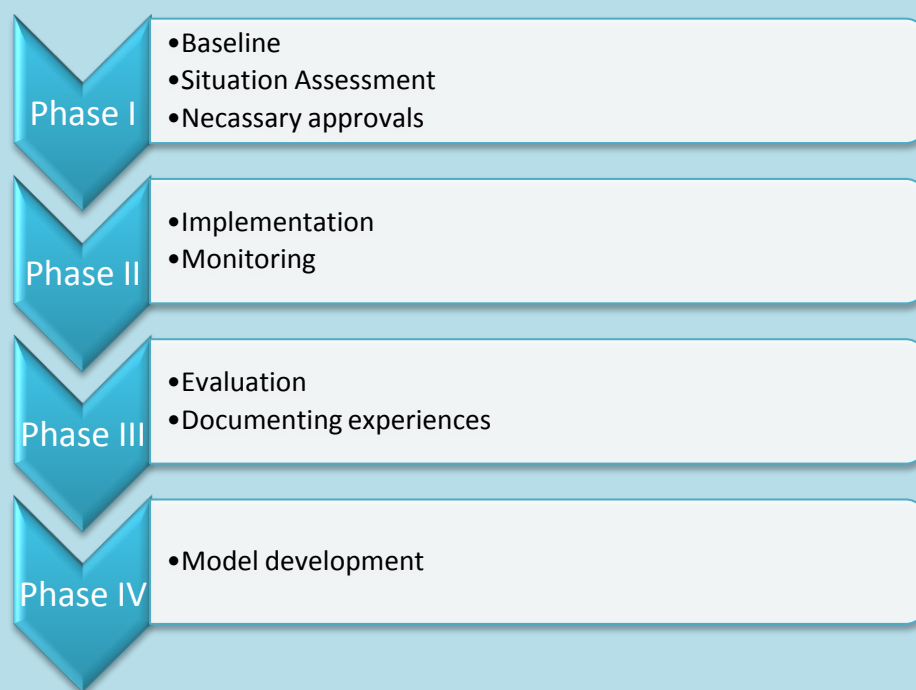 Phase I
•Baseline
•Situation Assessment
•Necassary approvals
Phase II
•Implementation
•Monitoring
Phase III
•Evaluation
•Documenting experiences
Phase IV
•Model development